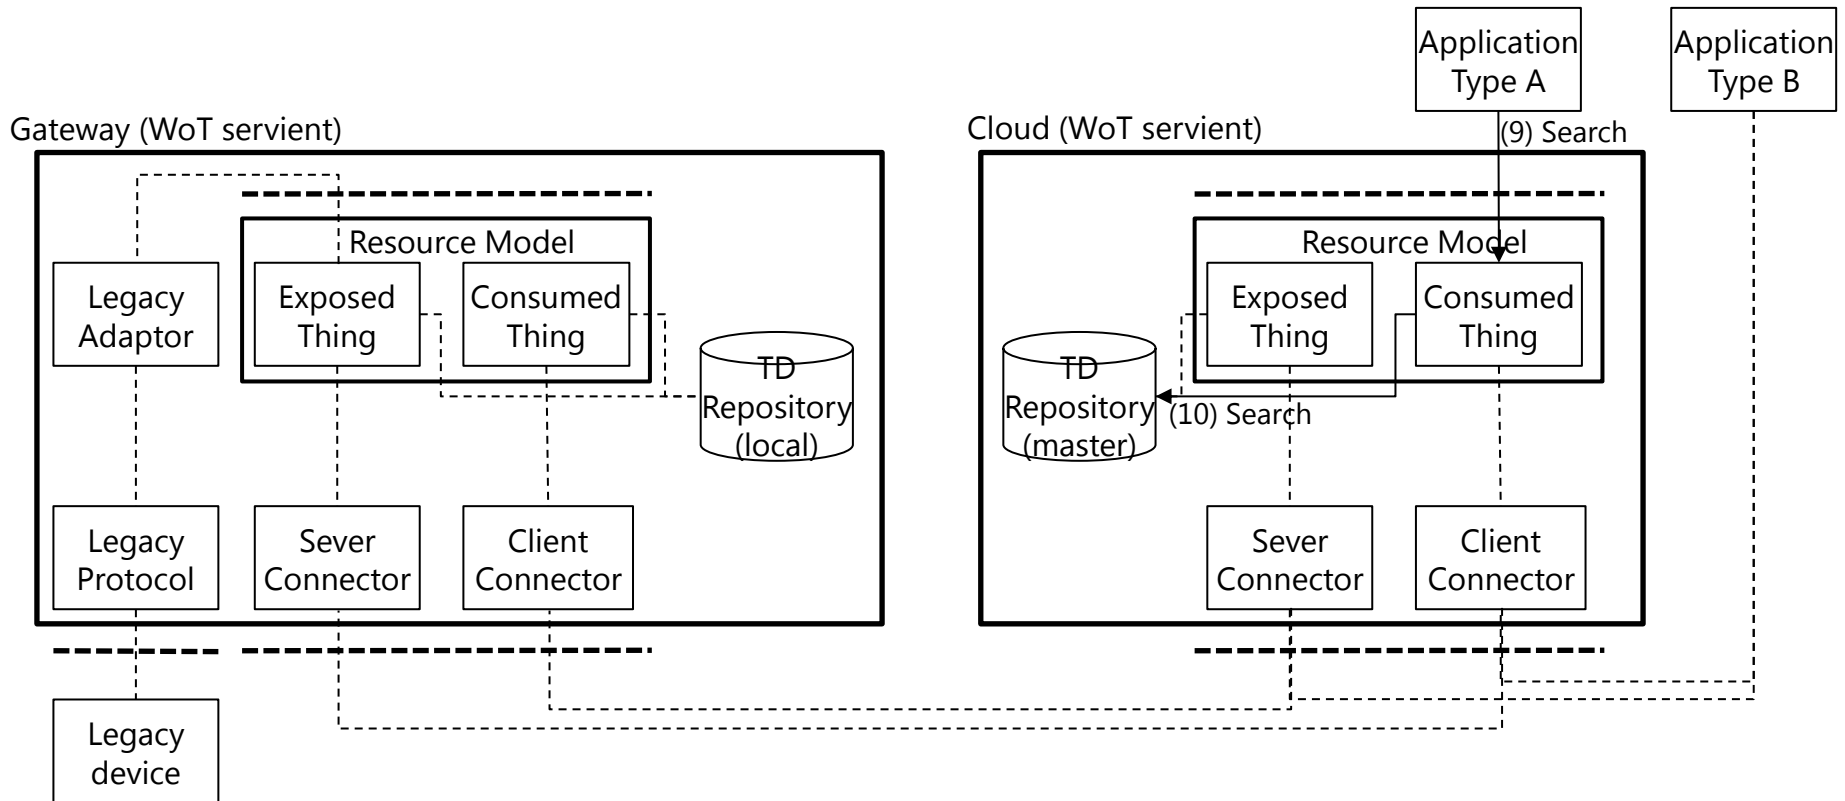 Application
Type A
Application
Type B
Gateway (WoT servient)
Cloud (WoT servient)
(9) Search
Resource Model
Resource Model
Legacy
Adaptor
Exposed
Thing
Consumed
Thing
TD
Repository
(local)
Exposed
Thing
Consumed
Thing
TD
Repository
(master)
(10) Search
Legacy
Protocol
Sever
Connector
Client
Connector
Sever
Connector
Client
Connector
Legacy
device